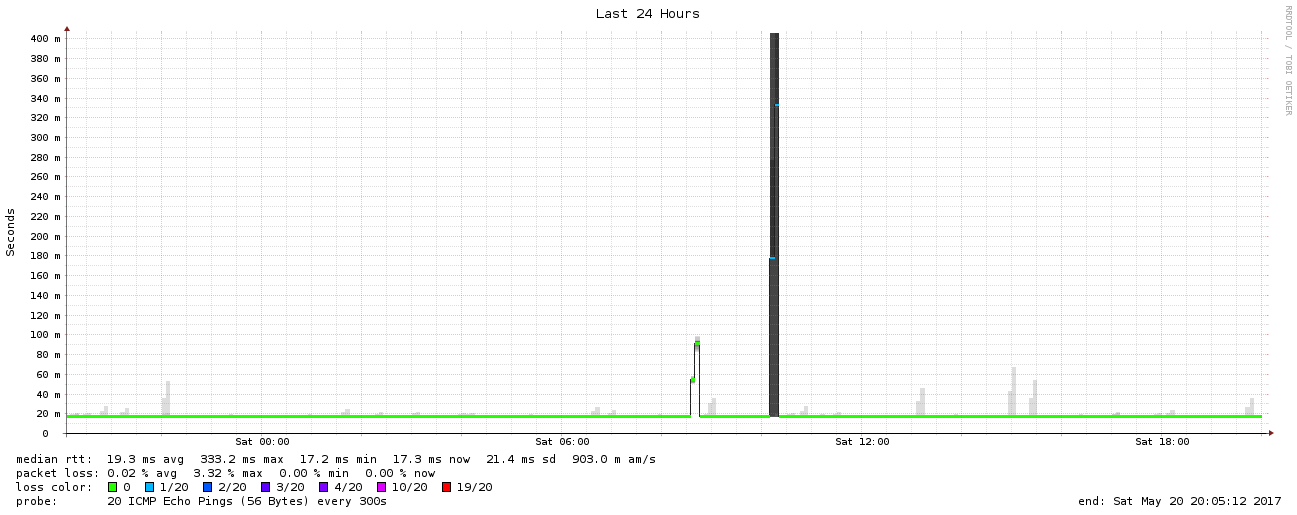 Last 24 Hours
RRDTOOL / TOBI OETIKER
Seconds
400 m
380 m
360 m
340 m
320 m
300 m
280 m
260 m
240 m
220 m
200 m
180 m
160 m
140 m
120 m
100 m
80 m
60 m
40 m
20 m
0
Sat 00:00 Sat 06:00 Sat 12:00 Sat 18:00
median rtt: 19.3 ms avg 333.2 ms max 17.2 ms min 17.3 ms now 21.4 ms sd 903.0 m am/s
packet loss: 0.02 % avg 3.32 % max 0.00 % min 0.00 % now
loss color: 0 1/20 2/20 3/20 4/20 10/20 19/20
probe: 20 ICMP Echo Pings (56 Bytes) every 300s end: Sat May 20 20:05:12 2017